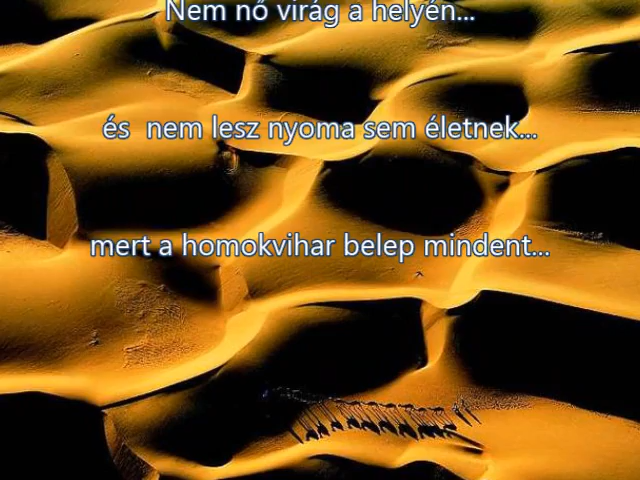 Nem nő virág a helyén...
és  nem lesz nyoma sem életnek...
mert a homokvihar belep mindent...